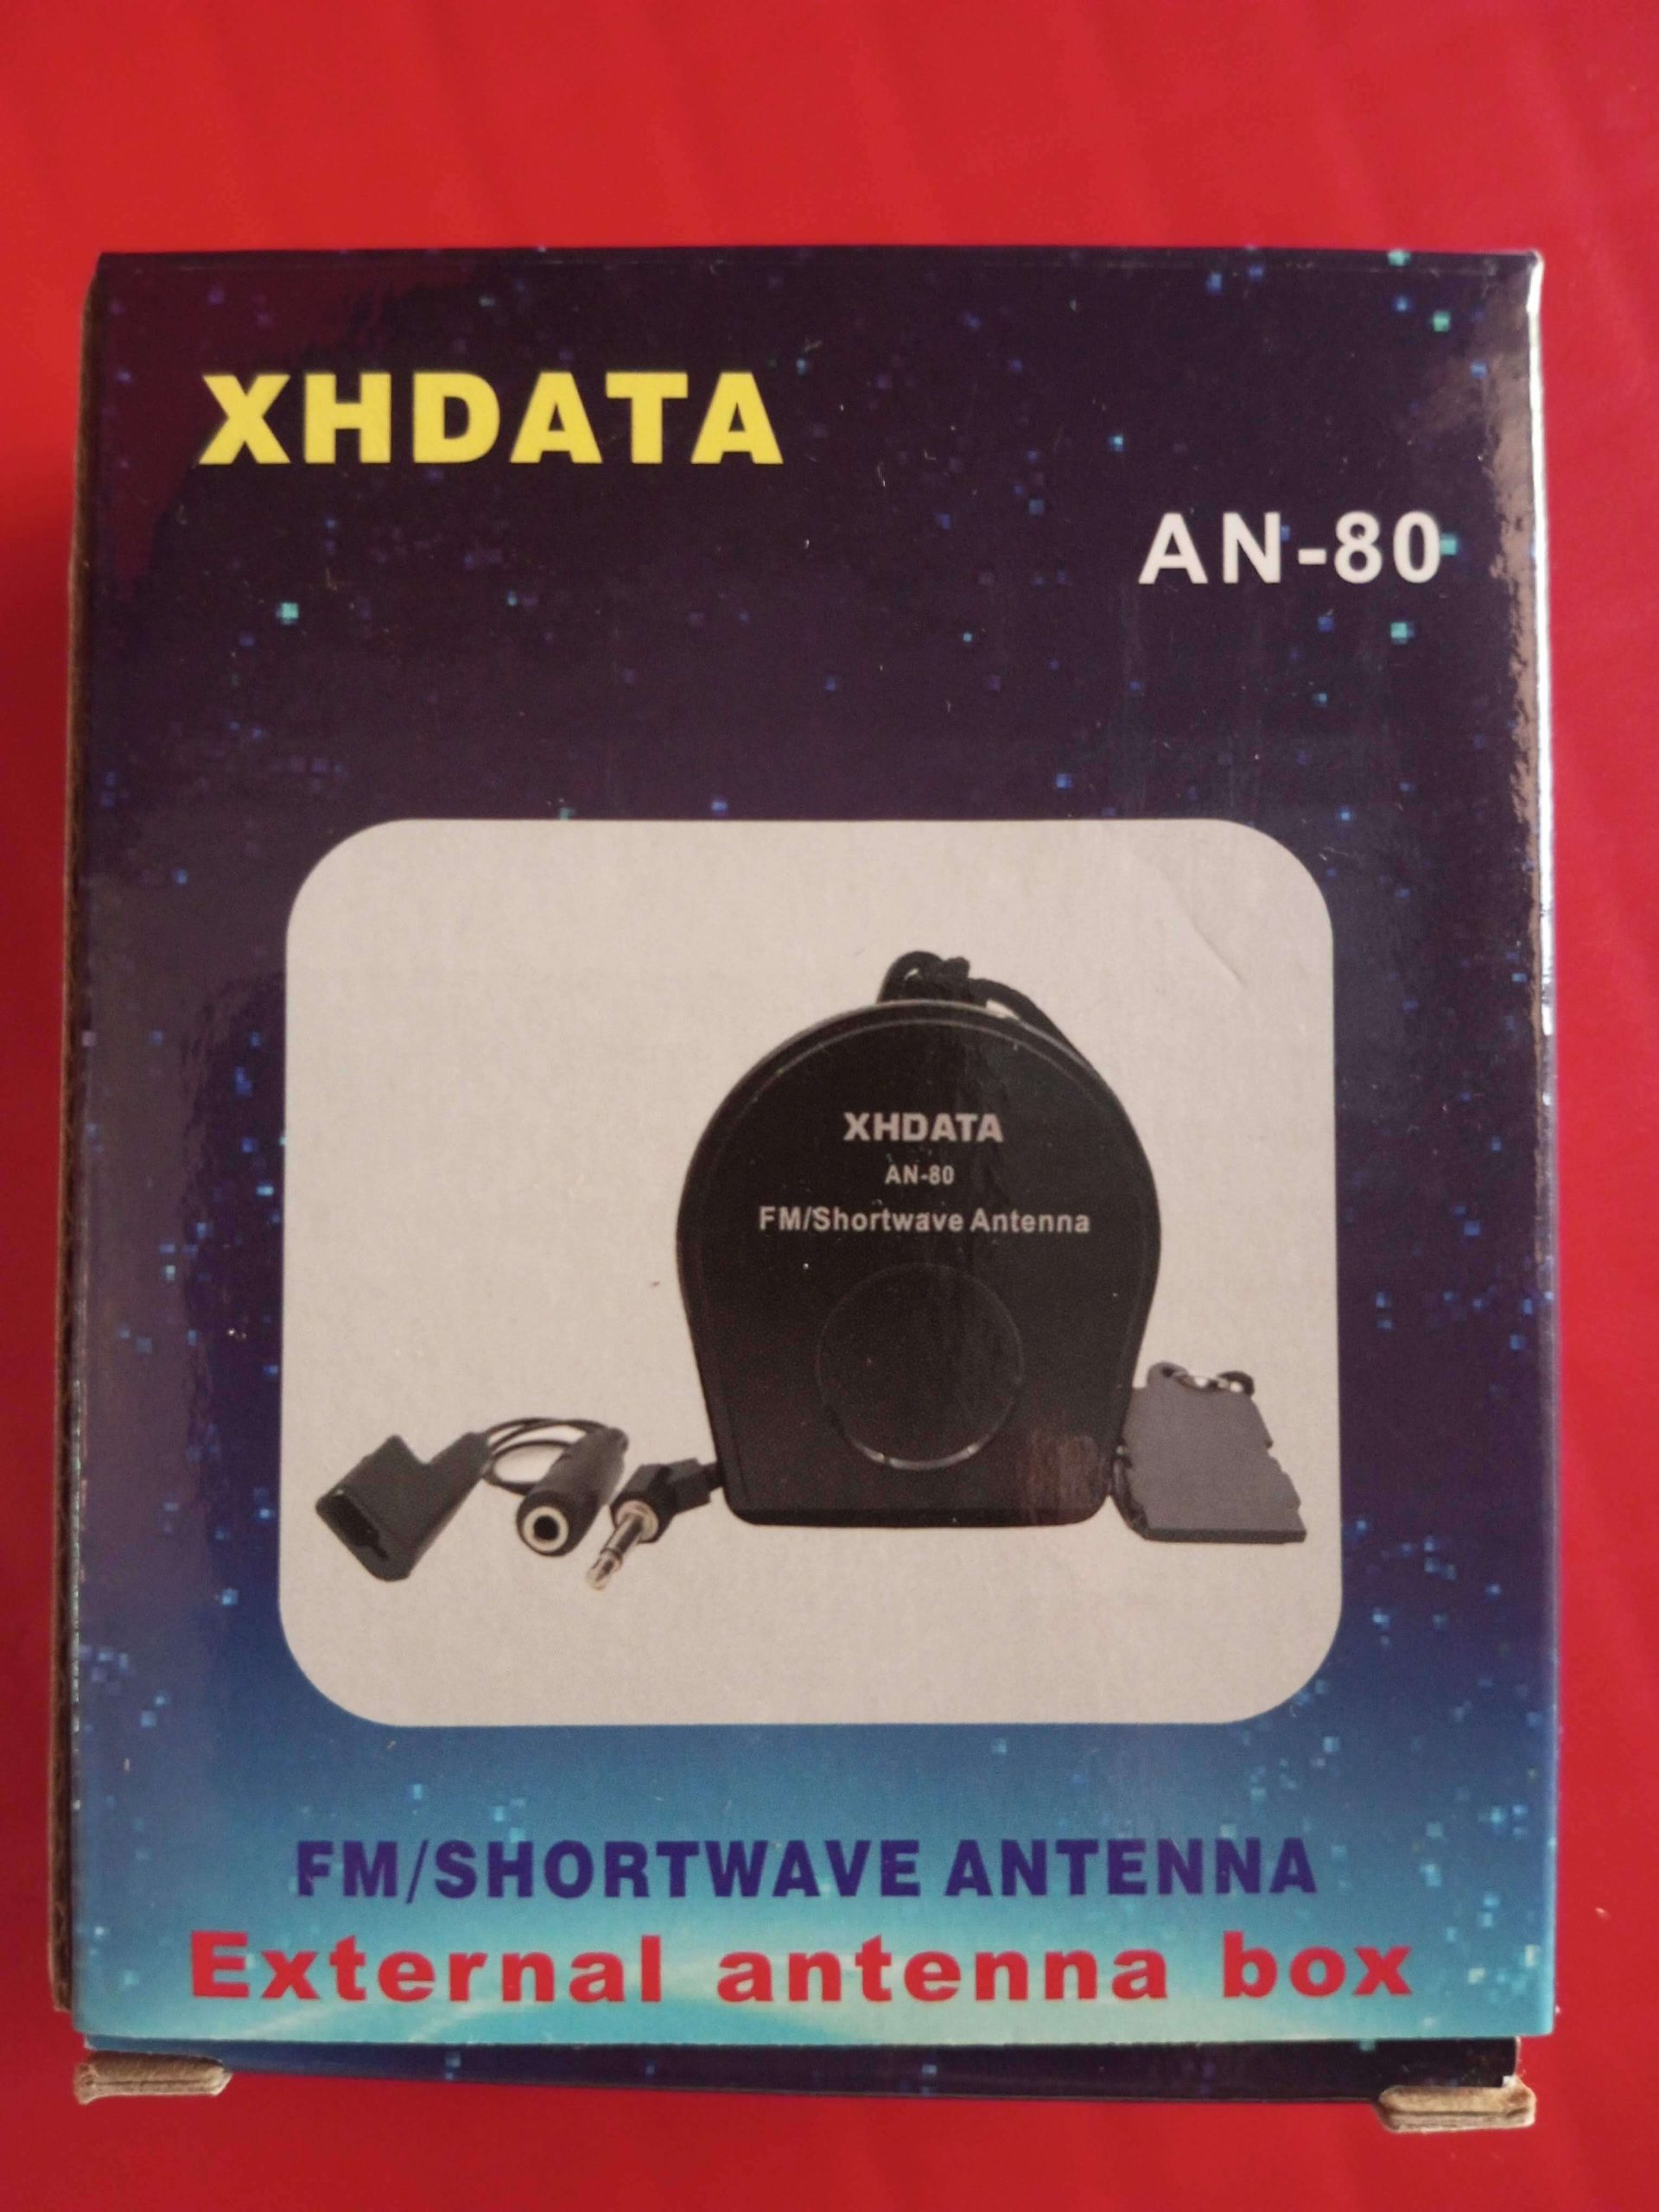 XHDATA
AN-80
XHDATA
AN-80
FM/Shortwave Antenna
FM/SHORTWAVE ANTENNA
External antenna box